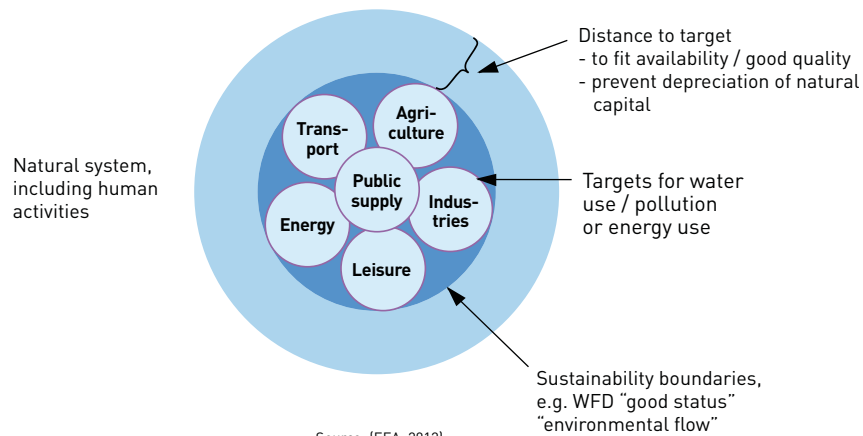 Distance to target
- to fit availability / good quality
- prevent depreciation of natural
capital
Trans-
port
Agri-
culture
Natural system,
including human
activities
Public
supply
Targets for water
use / pollution
or energy use
Indus-
tries
Energy
Leisure
Sustainability boundaries,
e.g. WFD “good status”
“environmental flow”